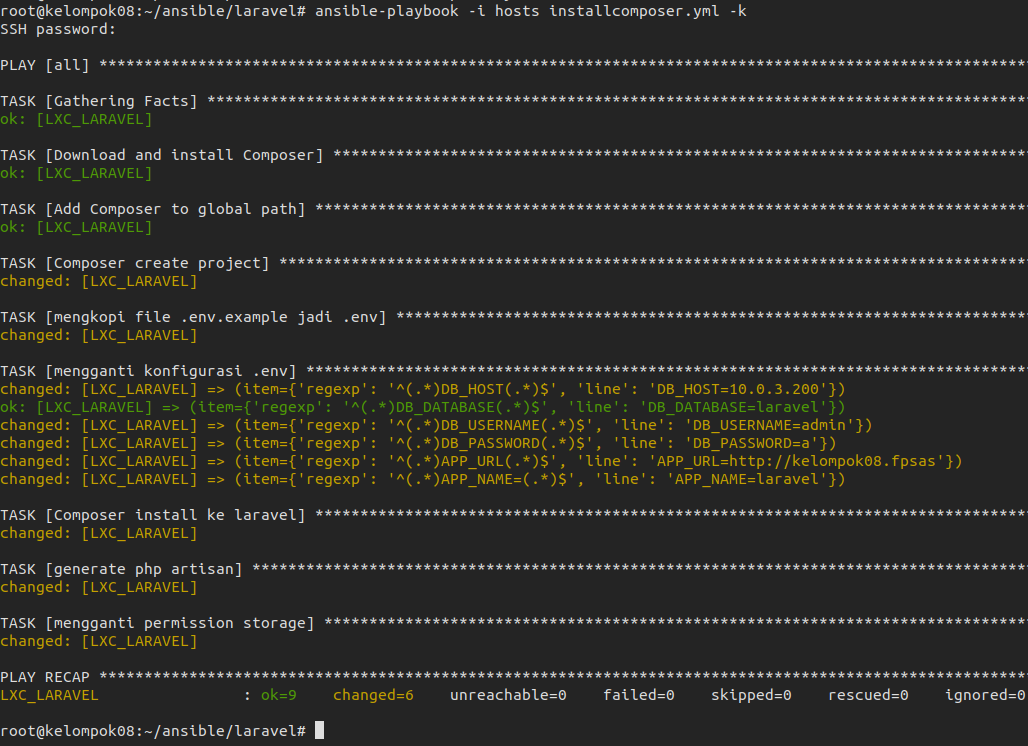 root@kelompok08:~/ansible/laravel# ansible-playbook -i hosts installcomposer.yml -k
SSH password:
PLAY [all] *******************************************************************************************************
TASK [Gathering Facts] *******************************************************************************************
ok: [LXC_LARAVEL]
TASK [Download and install Composer] *****************************************************************************
ok: [LXC_LARAVEL]
TASK [Add Composer to global path] *******************************************************************************
ok: [LXC_LARAVEL]
TASK [Composer create project] ***********************************************************************************
changed: [LXC_LARAVEL]
TASK [mengkopi file .env.example jadi .env] **********************************************************************
changed: [LXC_LARAVEL]
TASK [mengganti konfigurasi .env] ********************************************************************************
changed: [LXC_LARAVEL] => (item={'regexp': '^(.*)DB_HOST(.*)$', 'line': 'DB_HOST=10.0.3.200'})
ok: [LXC_LARAVEL] => (item={'regexp': '^(.*)DB_DATABASE(.*)$', 'line': 'DB_DATABASE=laravel'})
changed: [LXC_LARAVEL] => (item={'regexp': '^(.*)DB_USERNAME(.*)$', 'line': 'DB_USERNAME=admin'})
changed: [LXC_LARAVEL] => (item={'regexp': '^(.*)DB_PASSWORD(.*)$', 'line': 'DB_PASSWORD=a'})
changed: [LXC_LARAVEL] => (item={'regexp': '^(.*)APP_URL(.*)$', 'line': 'APP_URL=http://kelompok08.fpsas'})
changed: [LXC_LARAVEL] => (item={'regexp': '^(.*)APP_NAME=(.*)$', 'line': 'APP_NAME=laravel'})
TASK [Composer install ke laravel] *******************************************************************************
changed: [LXC_LARAVEL]
TASK [generate php artisan] **************************************************************************************
changed: [LXC_LARAVEL]
TASK [mengganti permission storage] ******************************************************************************
changed: [LXC_LARAVEL]
PLAY RECAP *******************************************************************************************************
LXC_LARAVEL                : ok=9    changed=6    unreachable=0    failed=0    skipped=0    rescued=0    ignored=0
root@kelompok08:~/ansible/laravel#